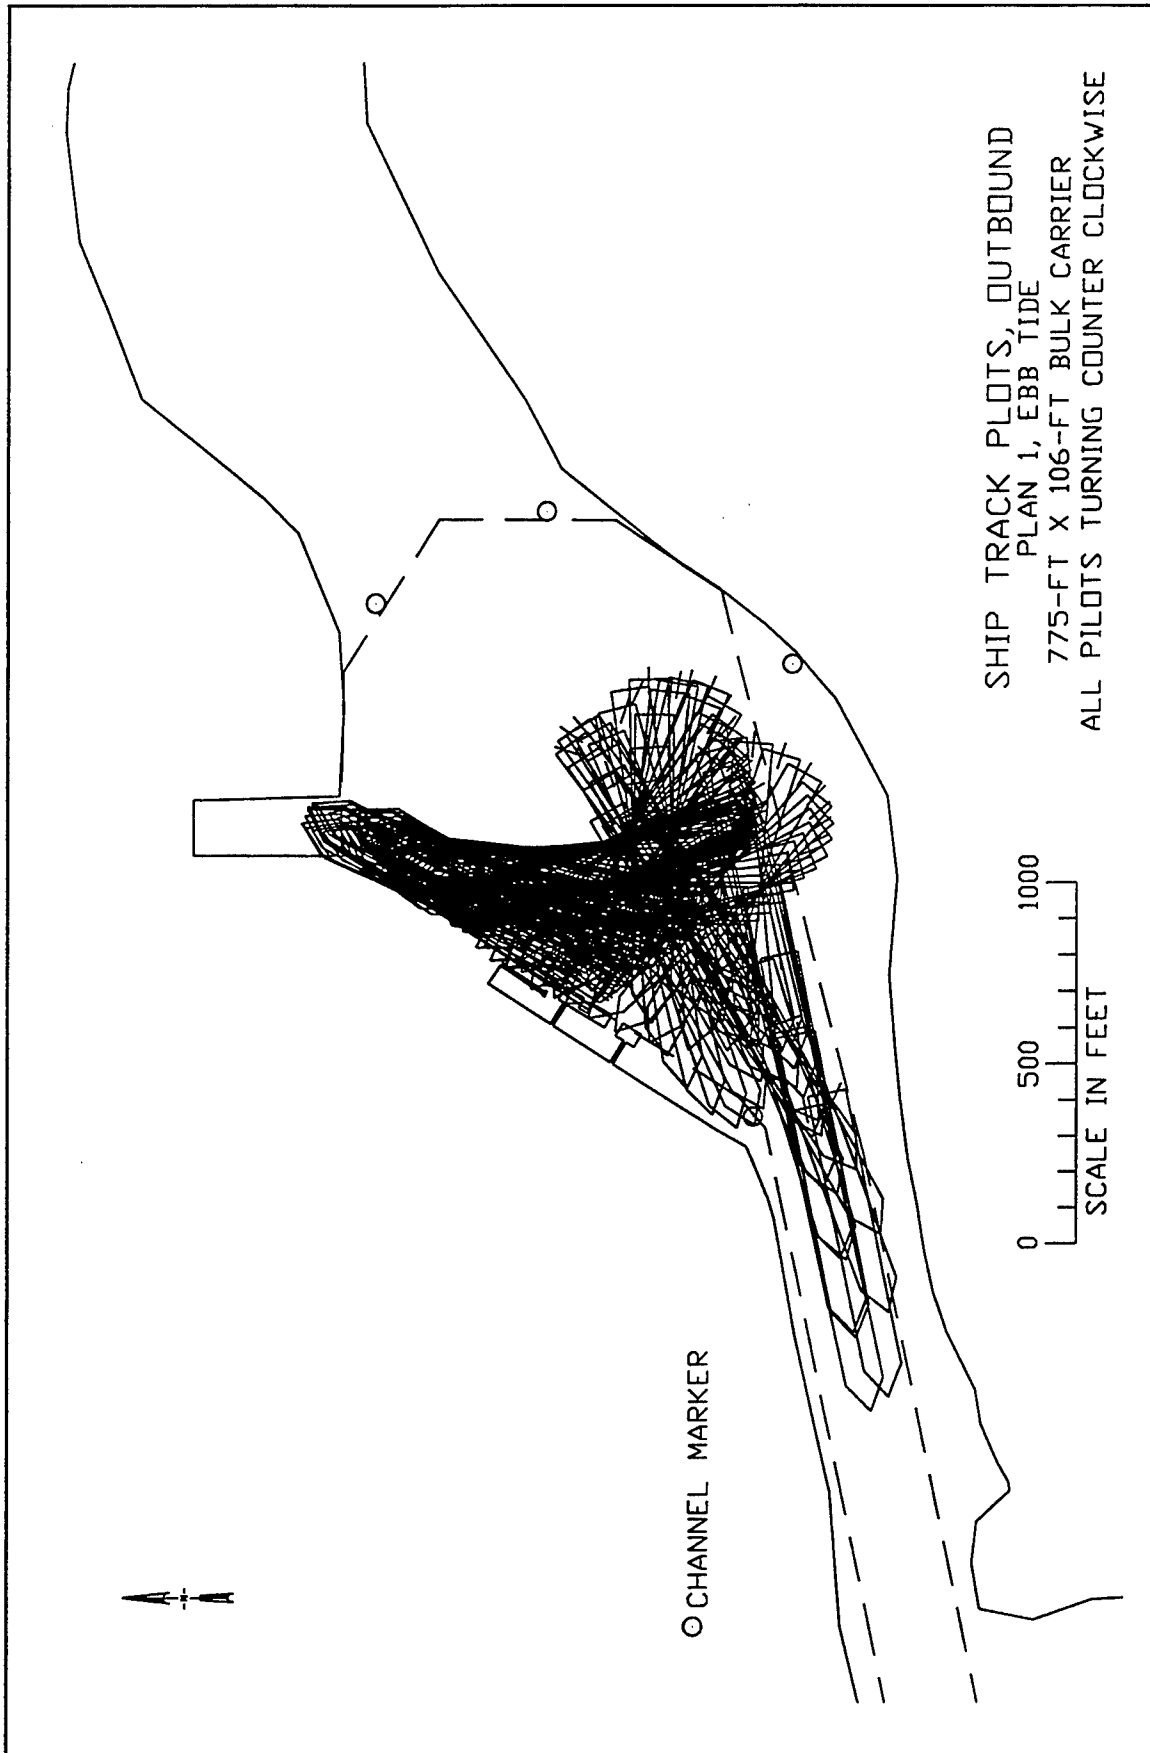 SHIP TRACK PLOTS, OUTBOUND
PLAN 1, EBB TIDE
775-FT X 106-FT BULK CARRIER
ALL PILOTS TURNING COUNTER CLOCKWISE
0 500 1000
SCALE IN FEET
CHANNEL MARKER
N